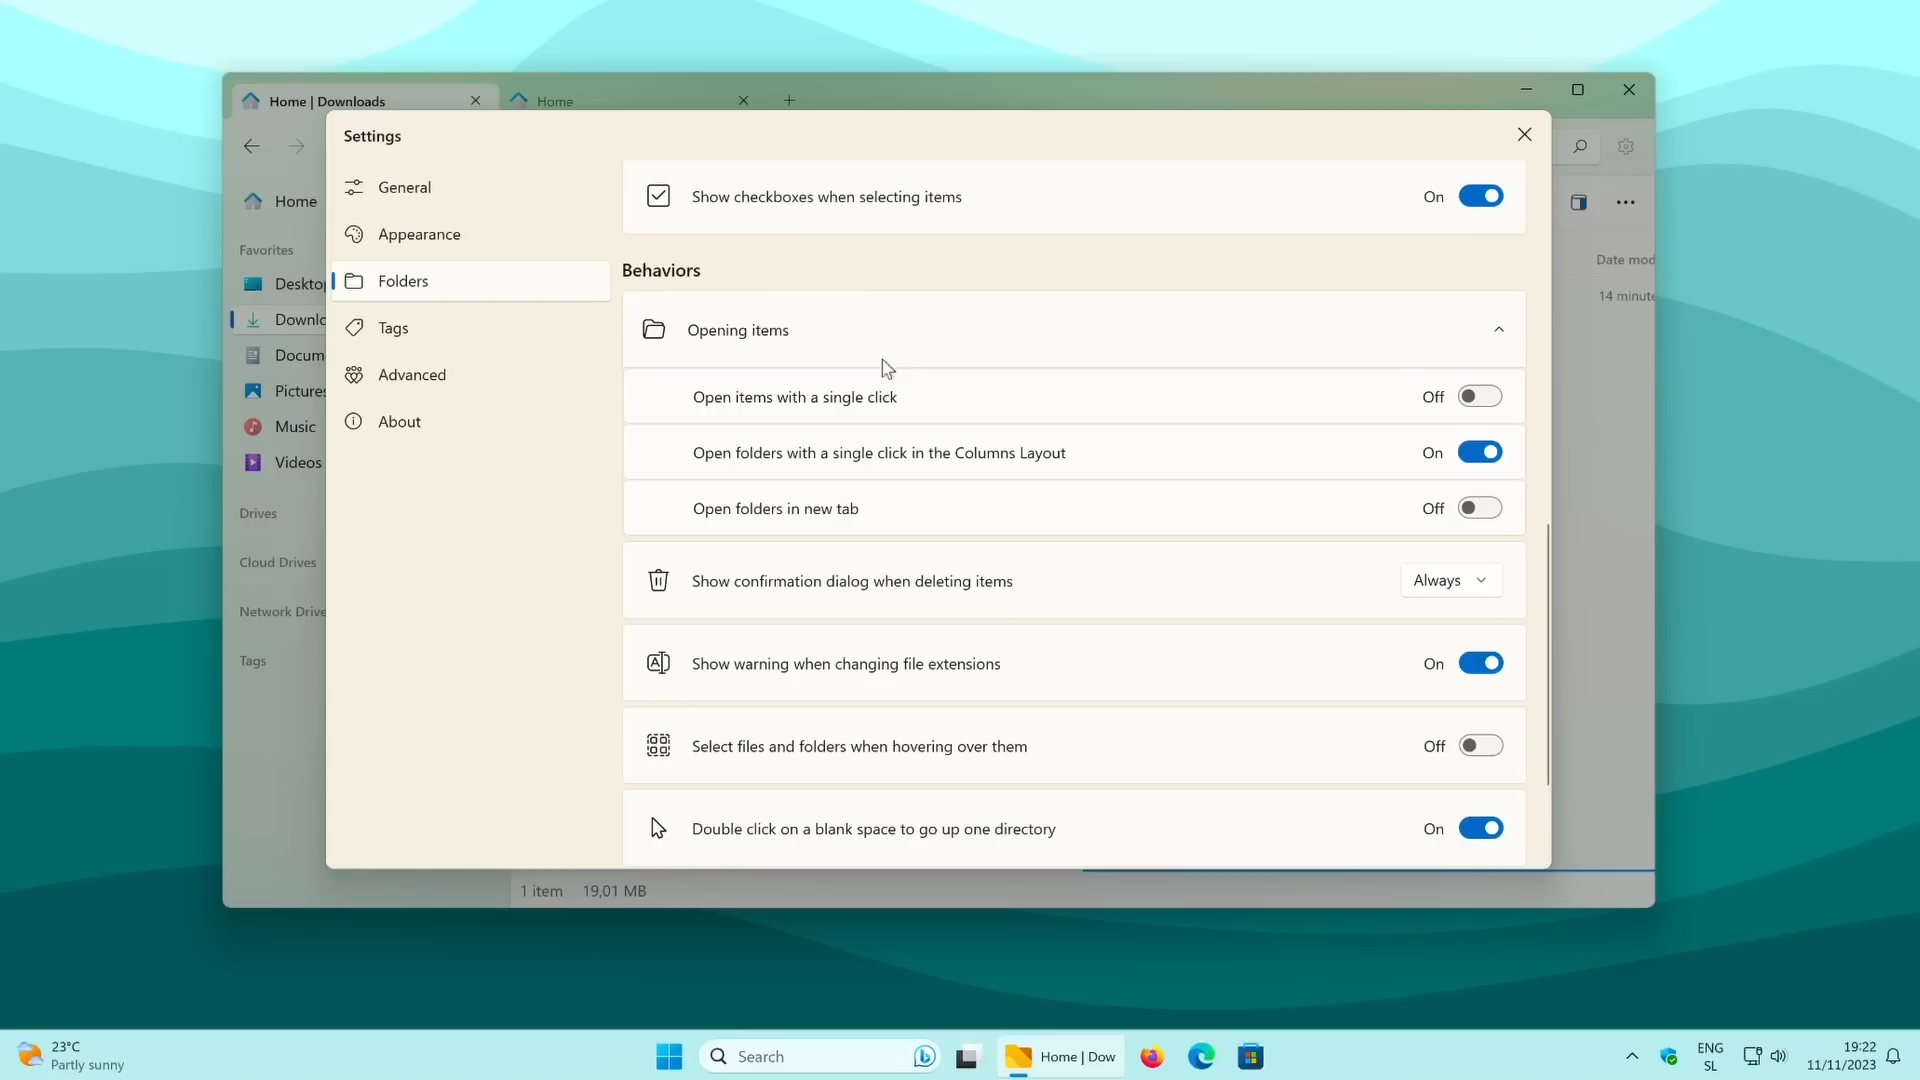 Home | Downloads
Home
Settings
General
Appearance
Folders
Tags
Advanced
About
Home
Favorites
Deskto
Downlo
Docum
Pictures
Music
Videos
Drives
Cloud Drives
Network Drive
Tags
Show checkboxes when selecting items
On
Behaviors
Opening items
Open items with a single click
Off
Open folders with a single click in the Columns Layout
On
Open folders in new tab
Off
Show confirmation dialog when deleting items
Always
Show warning when changing file extensions
On
Select files and folders when hovering over them
Off
Double click on a blank space to go up one directory
On
Date mod
14 minute
1 item 19,01 MB
23°C
Partly sunny
Search
Home | Dow
ENG
SL
19:22
11/11/2023